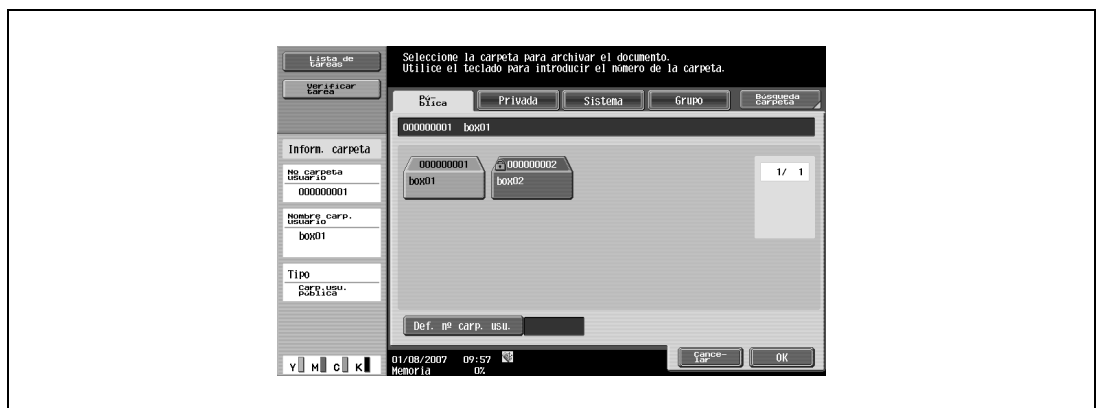 Lista de
tareas
Verificar
tarea
Inform. carpeta
No carpeta
usuario
000000001
Nombre carp.
usuario
box01
Tipo
Carp.usu.
pública
Y M C K
Seleccione la carpeta para archivar el documento.
Utilice el teclado para introducir el número de la carpeta.
Pú-
blica
Privada
Sistema
Grupo
Búsqueda
carpeta
000000001 box01
000000001
box01
000000002
box02
1/ 1
Def. nº carp. usu.
01/08/2007 09:57
Memoria 0%
Cance-
lar
OK